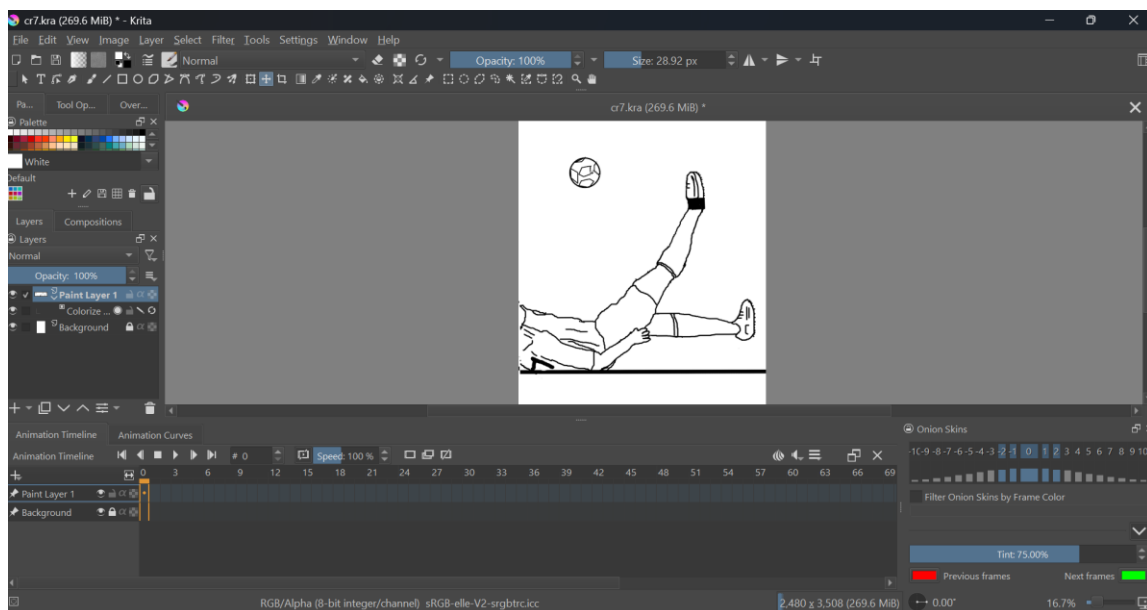 cr7.kra (269.6 MiB) * - Krita
File Edit View Image Layer Select Filter Tools Settings Window Help
Normal Opacity: 100% Size: 28.92 px
Pa... Tool Op... Over... cr7.kra (269.6 MiB) *
Palette
White
Default
Layers Compositions
Layers
Normal
Opacity: 100%
Paint Layer 1
Colorize ...
Background
Animation Timeline Animation Curves
Animation Timeline # 0 Speed: 100 %
0 3 6 9 12 15 18 21 24 27 30 33 36 39 42 45 48 51 54 57 60 63 66 69
Paint Layer 1
Background
Onion Skins
-9 -8 -7 -6 -5 -4 -3 -2 -1 0 1 2 3 4 5 6 7 8 9 10
Filter Onion Skins by Frame Color
Tint: 75.00%
Previous frames Next frames
RGB/Alpha (8-bit integer/channel) sRGB-elle-V2-srgbtrc.icc 2,480 x 3,508 (269.6 MiB) 0.00° 16.7%